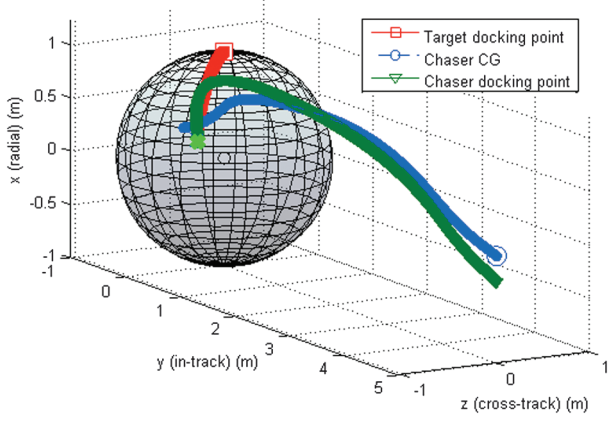 Target docking point
Chaser CG
Chaser docking point
x (radial) (m)
1
0.5
0
-0.5
-1
-1
0
1
2
3
4
5
y (in-track) (m)
-1
0
1
z (cross-track) (m)